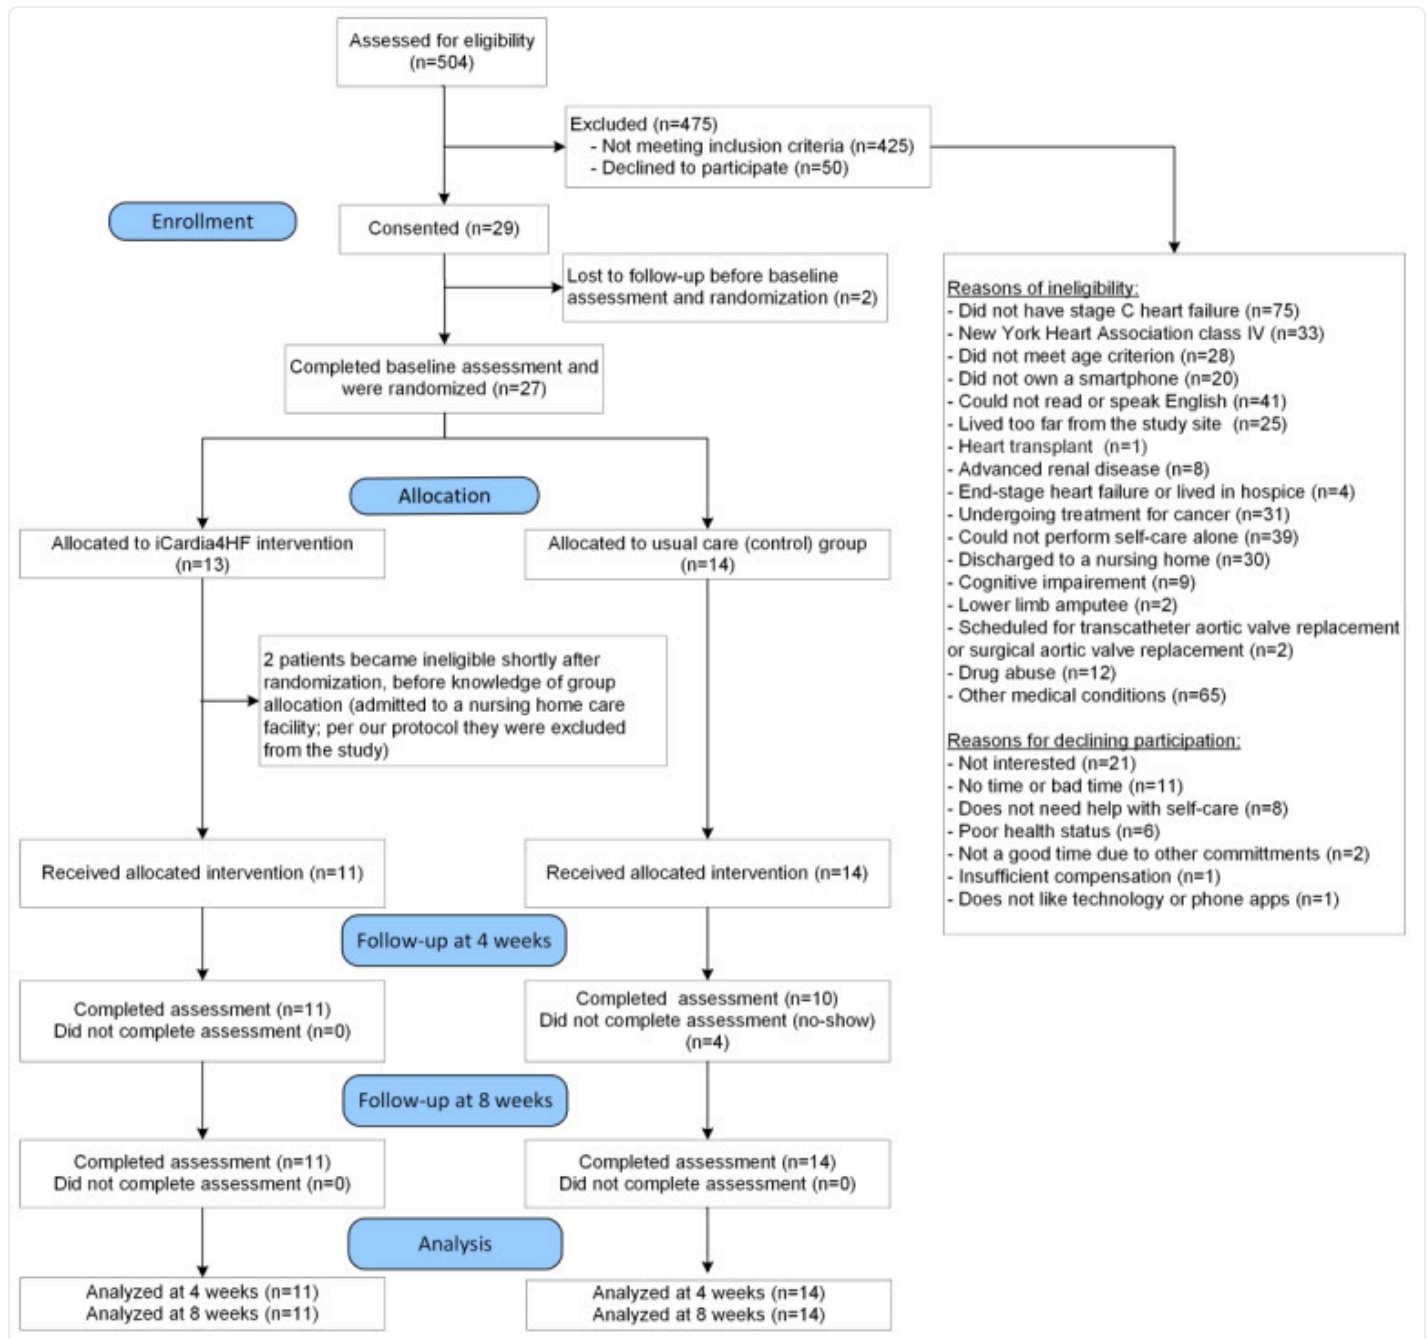 Assessed for eligibility
(n=504)
Excluded (n=475)
- Not meeting inclusion criteria (n=425)
- Declined to participate (n=50)
Enrollment
Consented (n=29)
Lost to follow-up before baseline
assessment and randomization (n=2)
Completed baseline assessment and
were randomized (n=27)
Reasons of ineligibility:
- Did not have stage C heart failure (n=75)
- New York Heart Association class IV (n=33)
- Did not meet age criterion (n=28)
- Did not own a smartphone (n=20)
- Could not read or speak English (n=41)
- Lived too far from the study site (n=25)
- Heart transplant (n=1)
- Advanced renal disease (n=8)
- End-stage heart failure or lived in hospice (n=4)
- Undergoing treatment for cancer (n=31)
- Could not perform self-care alone (n=39)
- Discharged to a nursing home (n=30)
- Cognitive impairement (n=9)
- Lower limb amputee (n=2)
- Scheduled for transcatheter aortic valve replacement
or surgical aortic valve replacement (n=2)
- Drug abuse (n=12)
- Other medical conditions (n=65)
Reasons for declining participation:
- Not interested (n=21)
- No time or bad time (n=11)
- Does not need help with self-care (n=8)
- Poor health status (n=6)
- Not a good time due to other committments (n=2)
- Insufficient compensation (n=1)
- Does not like technology or phone apps (n=1)
Allocation
Allocated to iCardia4HF intervention
(n=13)
Allocated to usual care (control) group
(n=14)
2 patients became ineligible shortly after
randomization, before knowledge of group
allocation (admitted to a nursing home care
facility; per our protocol they were excluded
from the study)
Received allocated intervention (n=11)
Received allocated intervention (n=14)
Follow-up at 4 weeks
Completed assessment (n=11)
Did not complete assessment (n=0)
Completed assessment (n=10)
Did not complete assessment (no-show)
(n=4)
Follow-up at 8 weeks
Completed assessment (n=11)
Did not complete assessment (n=0)
Completed assessment (n=14)
Did not complete assessment (n=0)
Analysis
Analyzed at 4 weeks (n=11)
Analyzed at 8 weeks (n=11)
Analyzed at 4 weeks (n=14)
Analyzed at 8 weeks (n=14)